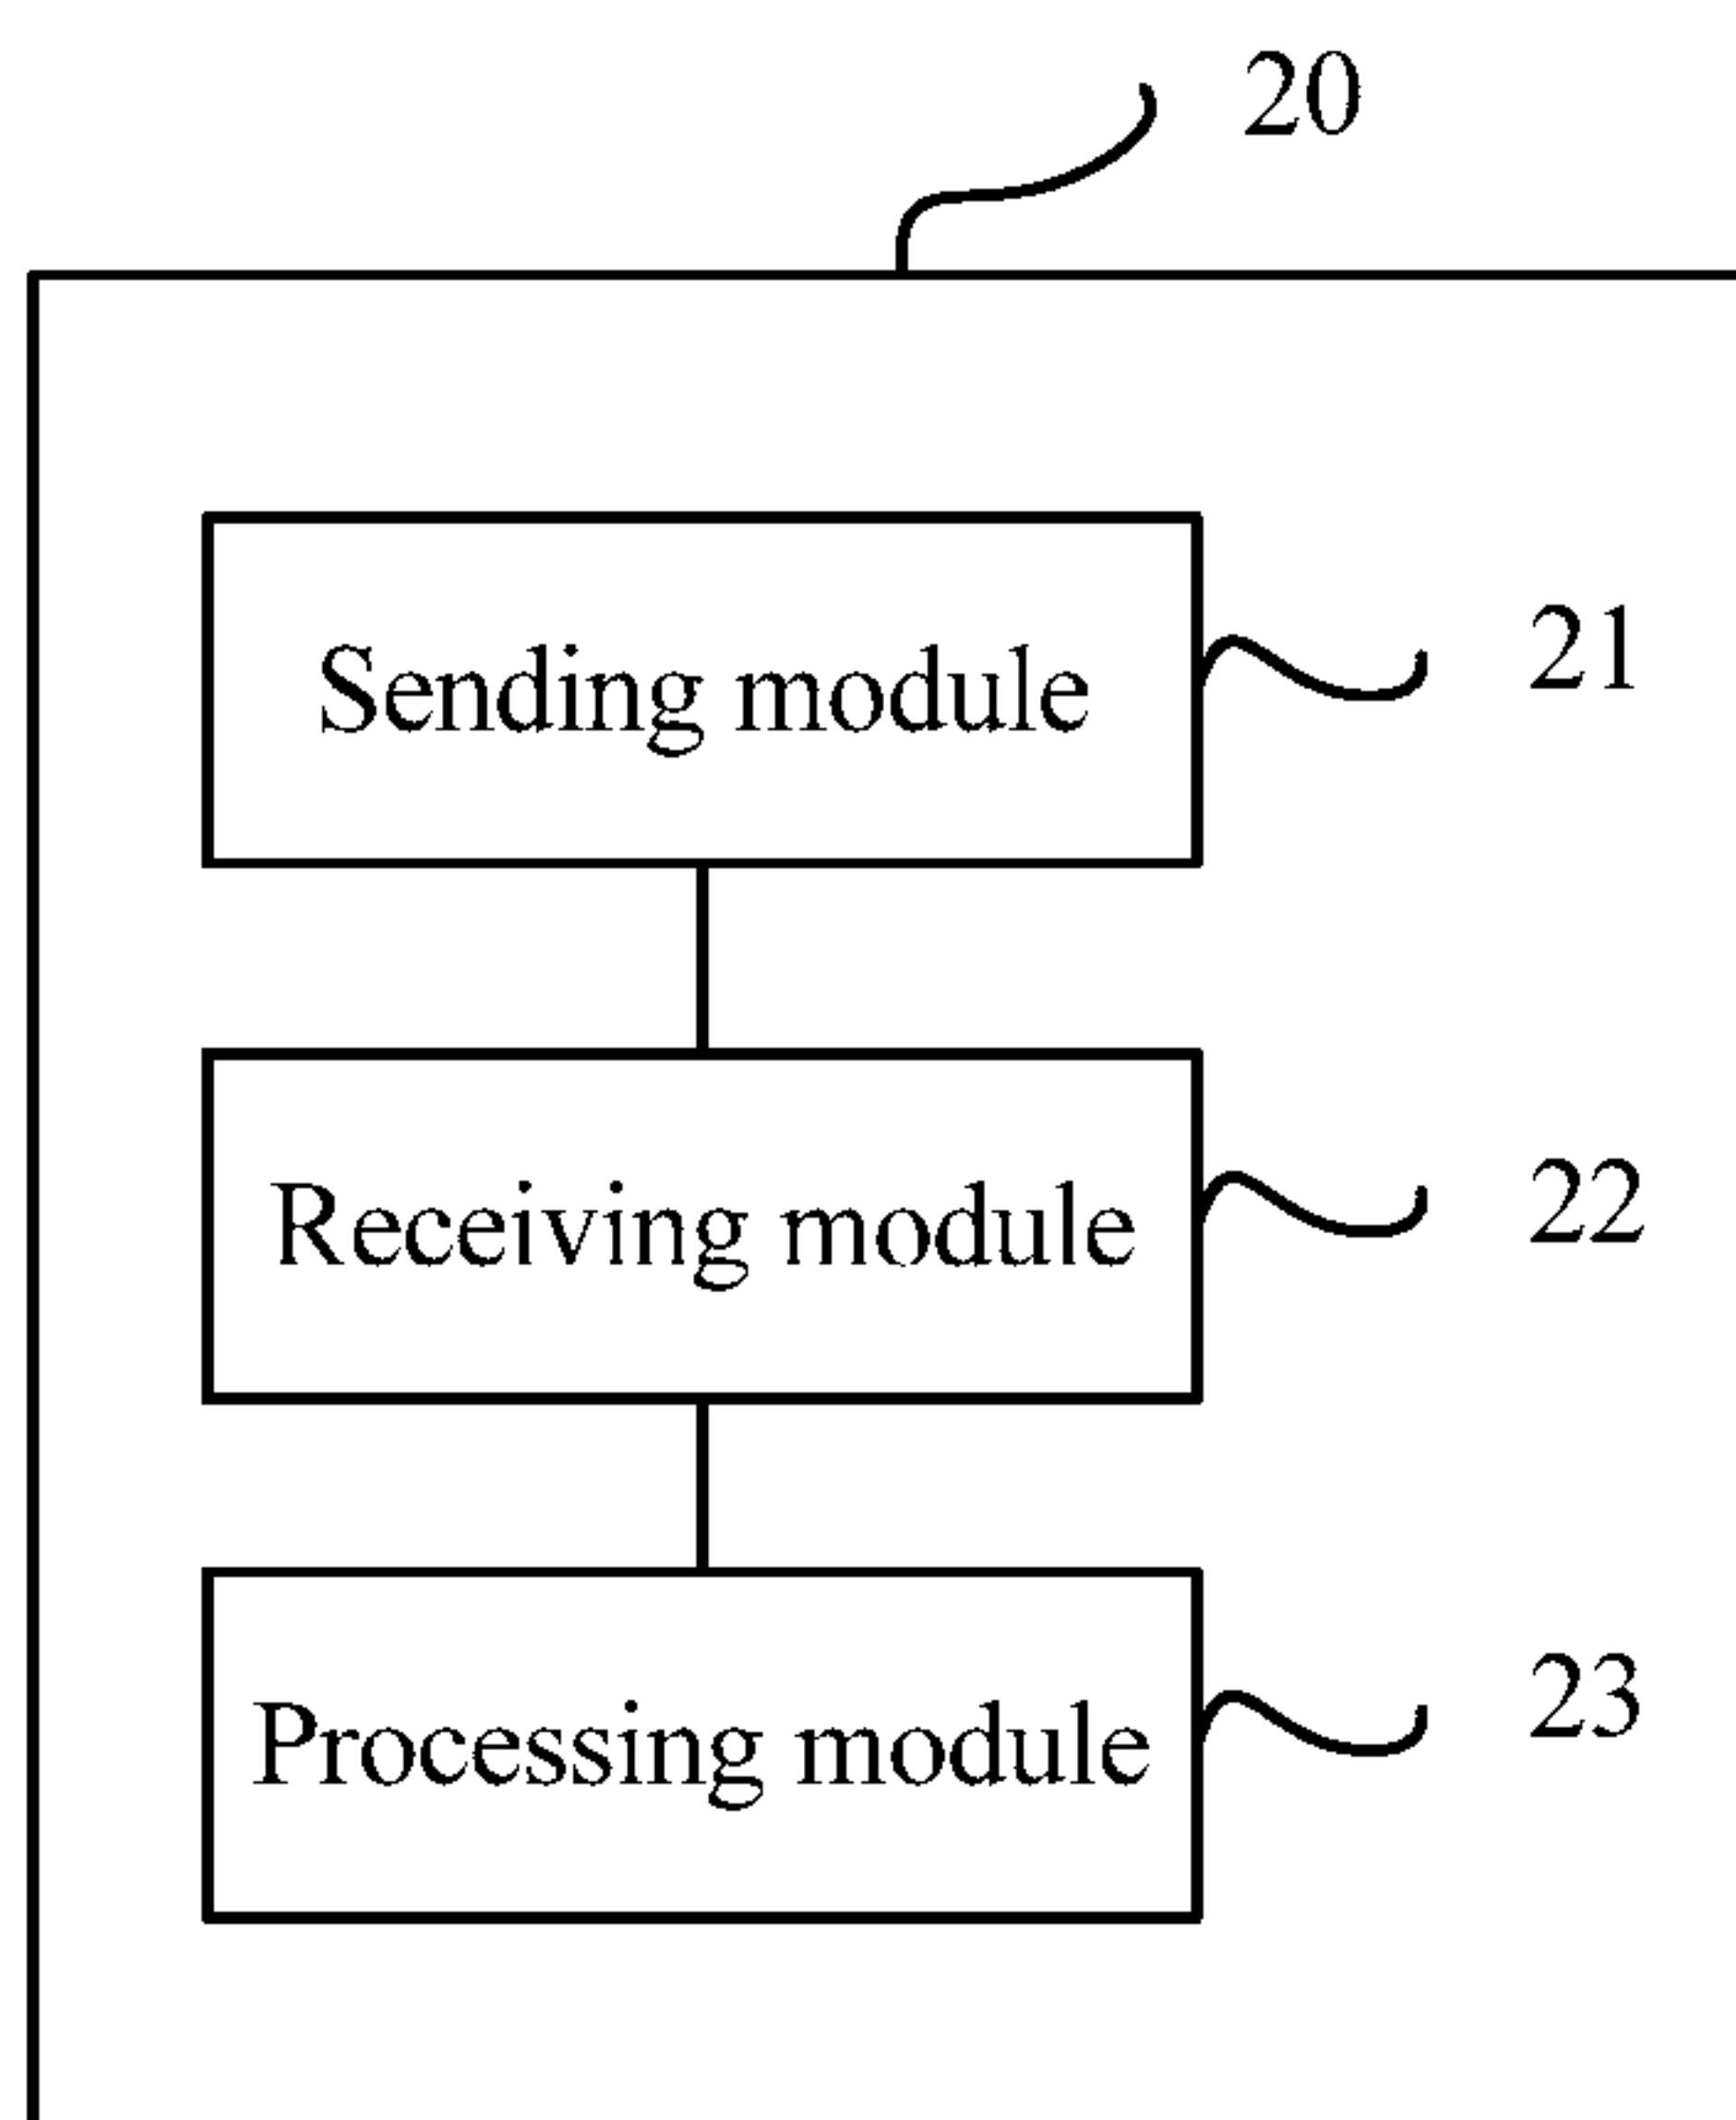 20
Sending module
21
Receiving module
22
Processing module
23